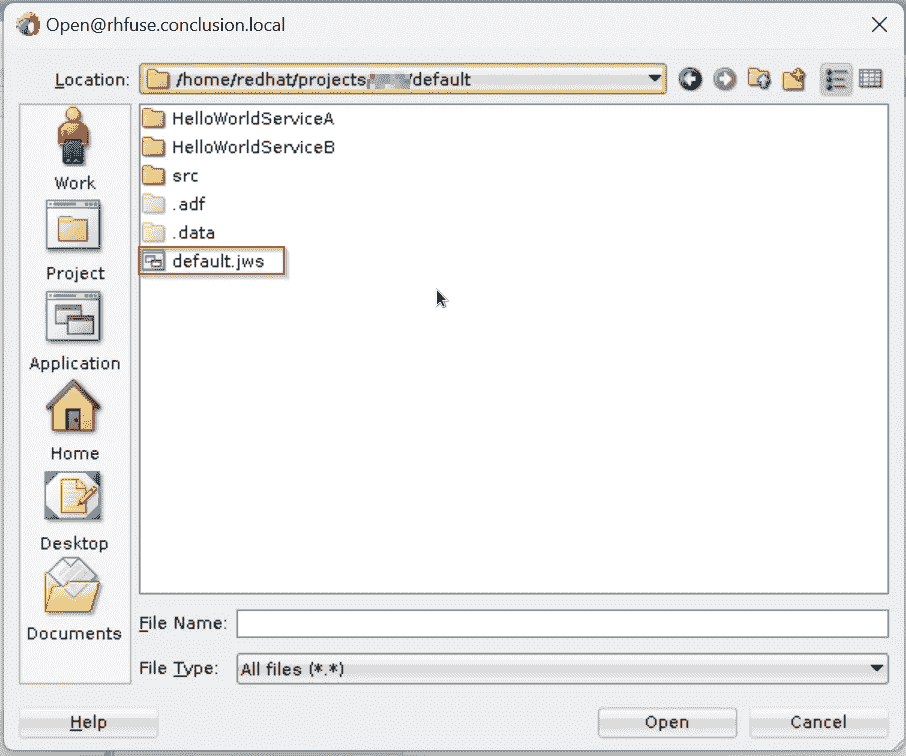 Open@rhfuse.conclusion.local
Location: /home/redhat/projects /default
Work
Project
Application
Home
Desktop
Documents
HelloWorldServiceA
HelloWorldServiceB
src
.adf
.data
default.jws
File Name:
File Type: All files (*.*)
Help Open Cancel